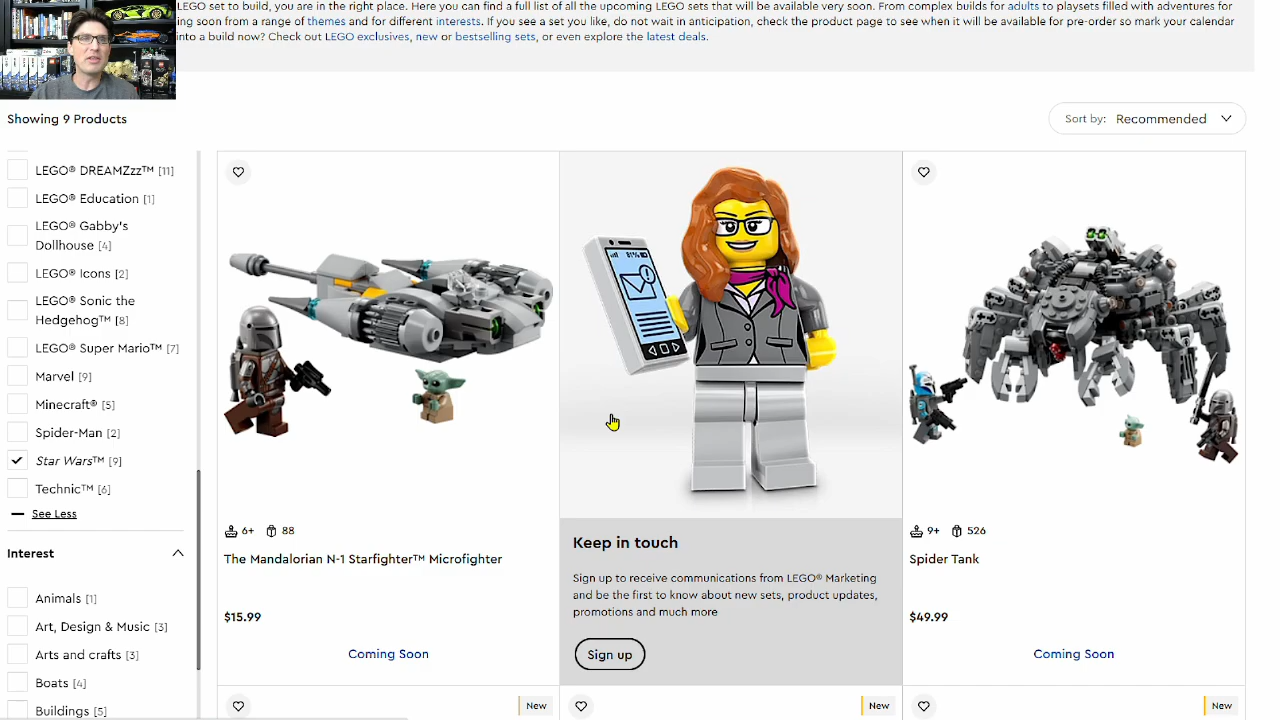 LEGO set to build, you are in the right place. Here you can find a full list of all the upcoming LEGO sets that will be available very soon. From complex builds for adults to playsets filled with adventures for
ing soon from a range of themes and for different interests. If you see a set you like, do not wait in anticipation, check the product page to see when it will be available for pre-order so mark your calendar
into a build now? Check out LEGO exclusives, new or bestselling sets, or even explore the latest deals.
Showing 9 Products
Sort by: Recommended
LEGO® DREAMZzz™ [11]
LEGO® Education [1]
LEGO® Gabby's
Dollhouse [4]
LEGO® Icons [2]
LEGO® Sonic the
Hedgehog™ [8]
LEGO® Super Mario™ [7]
Marvel [9]
Minecraft® [5]
Spider-Man [2]
Star Wars™ [9]
Technic™ [6]
See Less
Interest
Animals [1]
Art, Design & Music [3]
Arts and crafts [3]
Boats [4]
Buildings [5]
6+ 88
The Mandalorian N-1 Starfighter™ Microfighter
$15.99
Coming Soon
81%
Keep in touch
Sign up to receive communications from LEGO® Marketing
and be the first to know about new sets, product updates,
promotions and much more
Sign up
9+ 526
Spider Tank
$49.99
Coming Soon
New
New
New